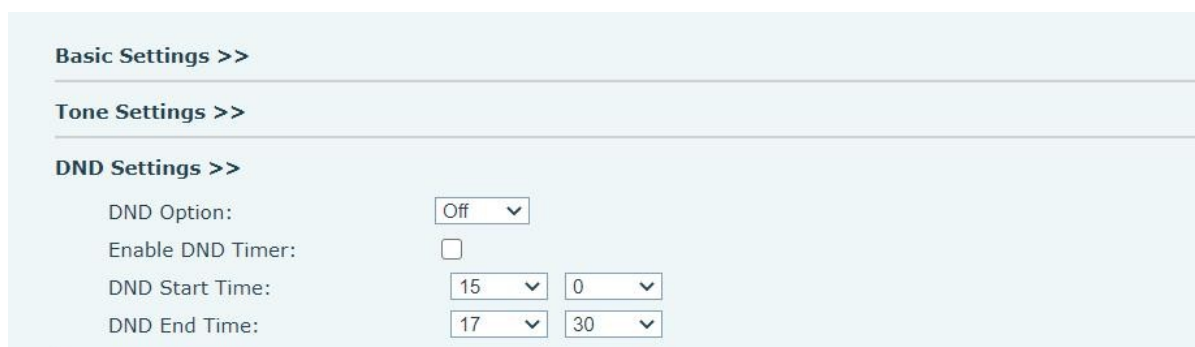 Basic Settings >>
Tone Settings >>
DND Settings >>
DND Option: Off
Enable DND Timer:
DND Start Time: 15 0
DND End Time: 17 30